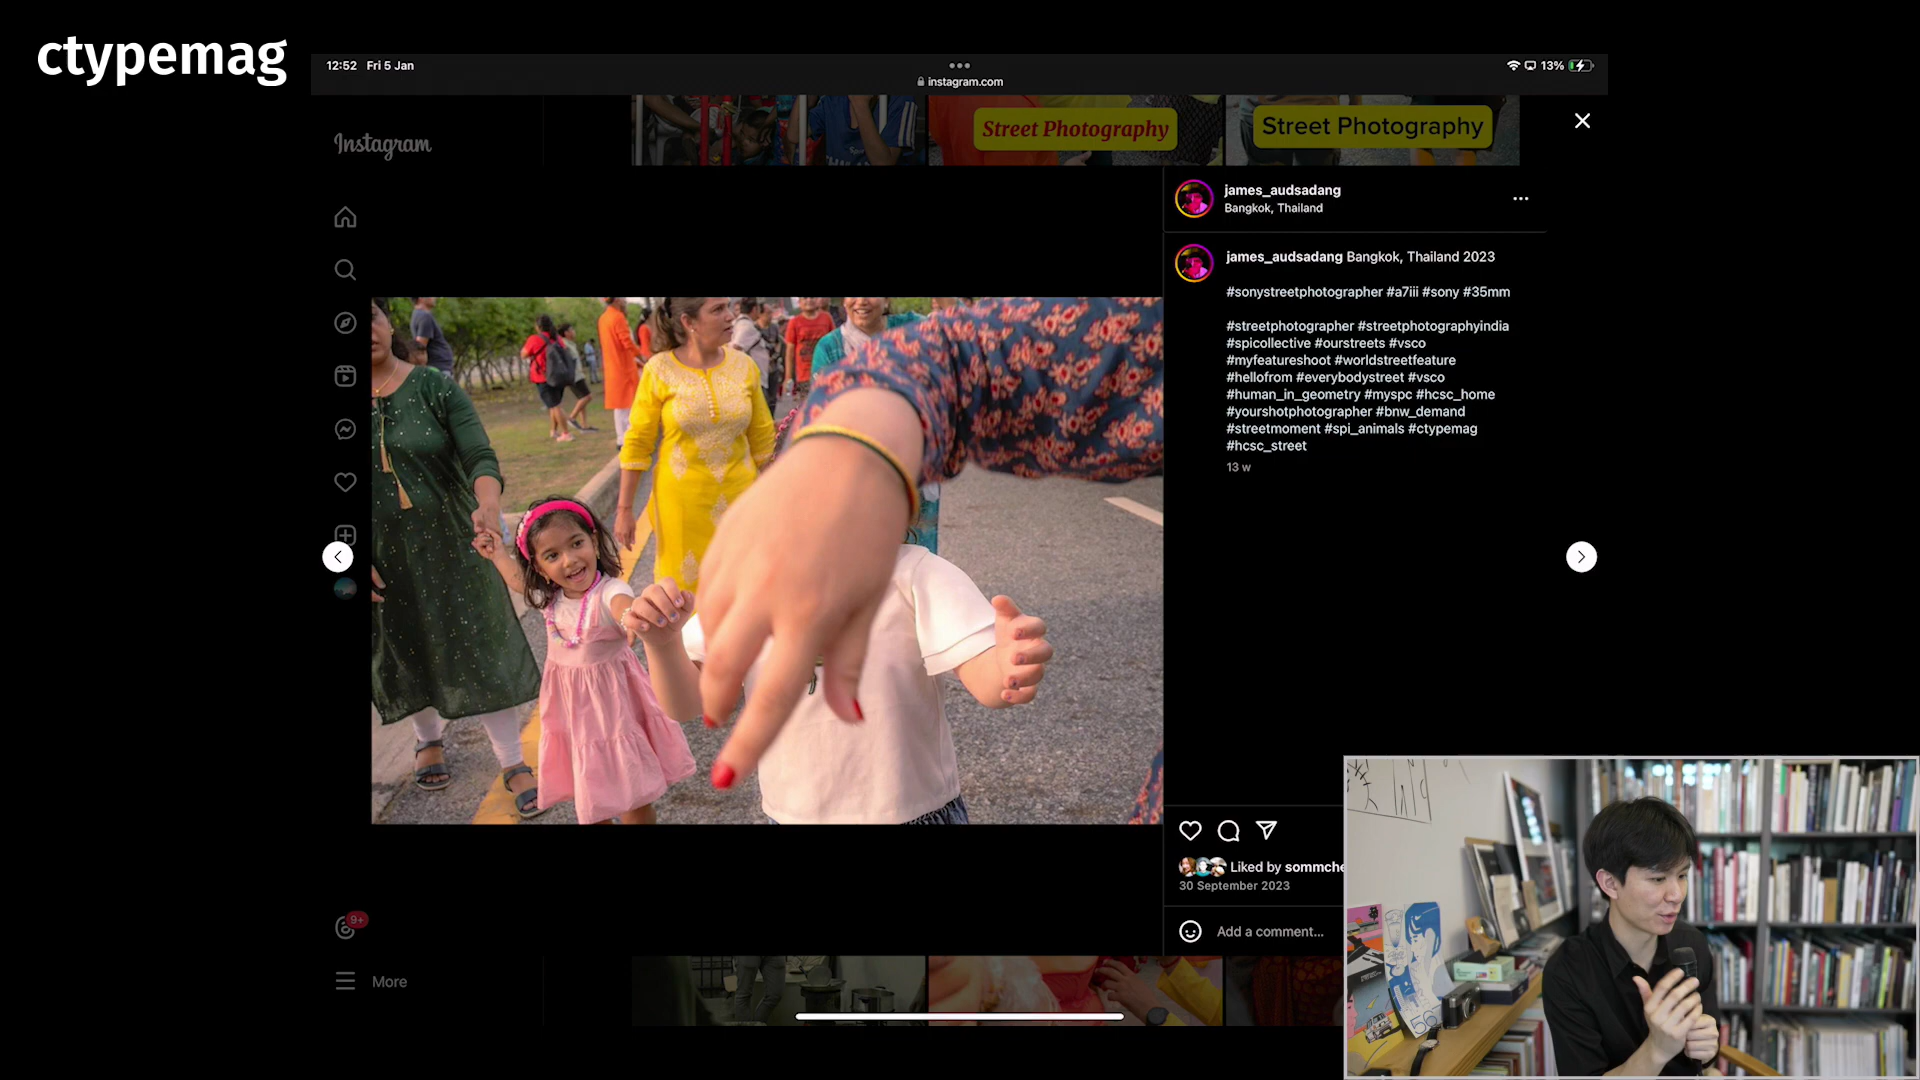 ctypemag
12:52 Fri 5 Jan
instagram.com
13%
Street Photography
Street Photography
Instagram
james_audsadang
Bangkok, Thailand
james_audsadang Bangkok, Thailand 2023
#sonystreetphotographer #a7iii #sony #35mm
#streetphotographer #streetphotographyindia
#spicollective #ourstreets #vsco
#myfeatureshoot #worldstreetfeature
#hellofrom #everybodystreet #vsco
#human_in_geometry #myspc #hcsc_home
#yourshotphotographer #bnw_demand
#streetmoment #spi_animals #ctypemag
#hcsc_street
13 w
Liked by sommche
30 September 2023
Add a comment...
9+
More